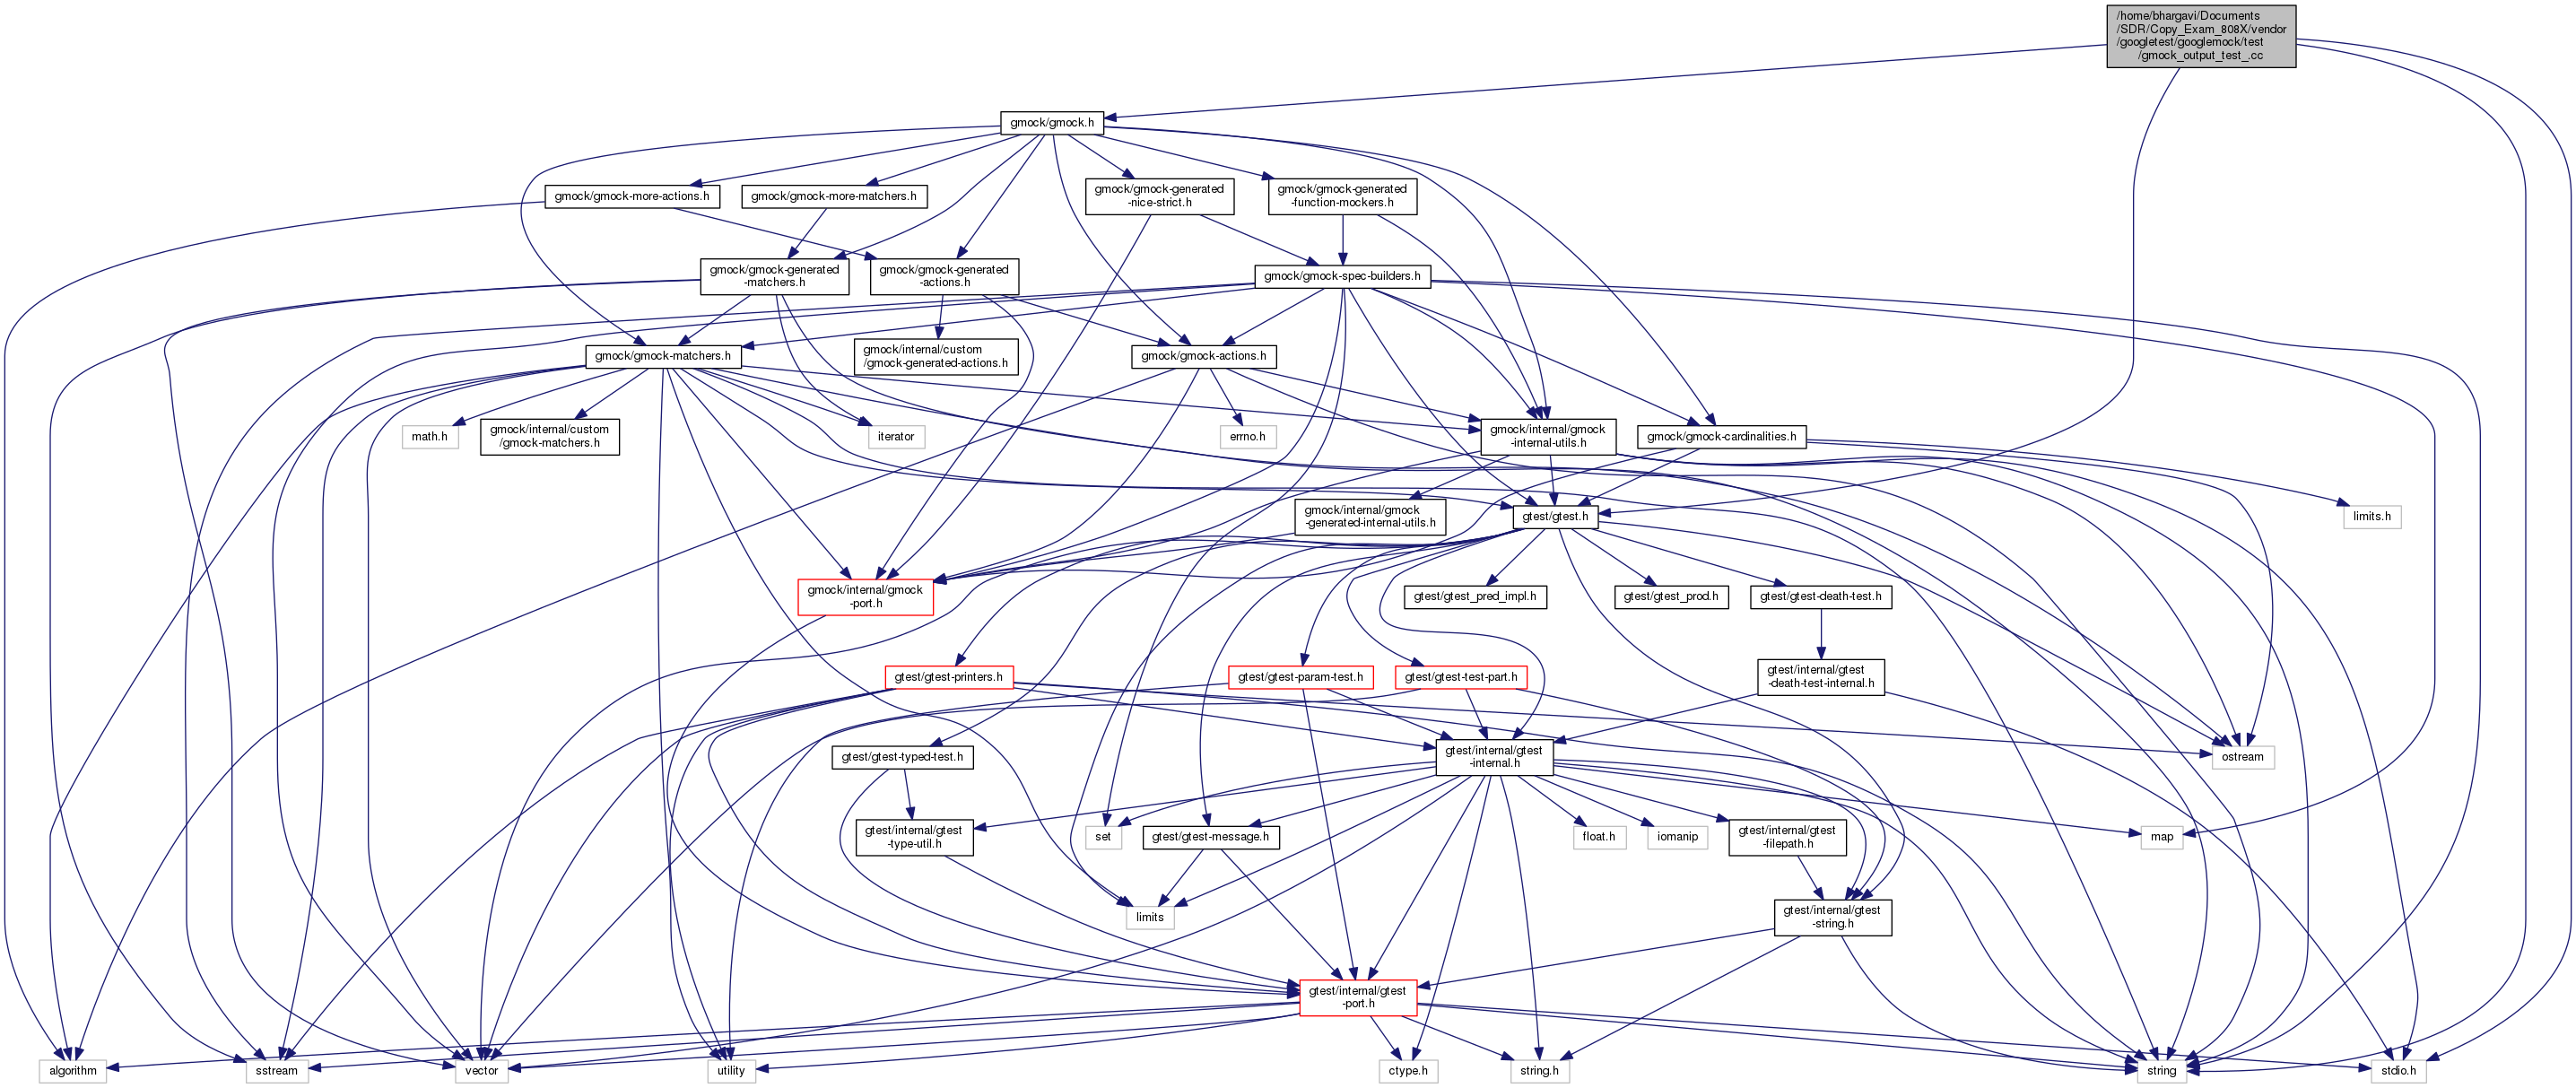 /home/bhargavi/Documents
/SDR/Copy_Exam_808X/vendor
/googletest/googlemock/test
/gmock_output_test_.cc
gmock/gmock.h
gmock/gmock-more-actions.h
gmock/gmock-more-matchers.h
gmock/gmock-generated
-nice-strict.h
gmock/gmock-generated
-function-mockers.h
gmock/gmock-generated
-matchers.h
gmock/gmock-generated
-actions.h
gmock/gmock-spec-builders.h
gmock/gmock-matchers.h
gmock/internal/custom
/gmock-generated-actions.h
gmock/gmock-actions.h
math.h
gmock/internal/custom
/gmock-matchers.h
iterator
errno.h
gmock/internal/gmock
-internal-utils.h
gmock/gmock-cardinalities.h
gmock/internal/gmock
-generated-internal-utils.h
gtest/gtest.h
limits.h
gmock/internal/gmock
-port.h
gtest/gtest_pred_impl.h
gtest/gtest_prod.h
gtest/gtest-death-test.h
gtest/gtest-printers.h
gtest/gtest-param-test.h
gtest/gtest-test-part.h
gtest/internal/gtest
-death-test-internal.h
gtest/gtest-typed-test.h
gtest/internal/gtest
-internal.h
ostream
gtest/internal/gtest
-type-util.h
set
gtest/gtest-message.h
float.h
iomanip
gtest/internal/gtest
-filepath.h
map
limits
gtest/internal/gtest
-string.h
gtest/internal/gtest
-port.h
algorithm
sstream
vector
utility
ctype.h
string.h
string
stdio.h